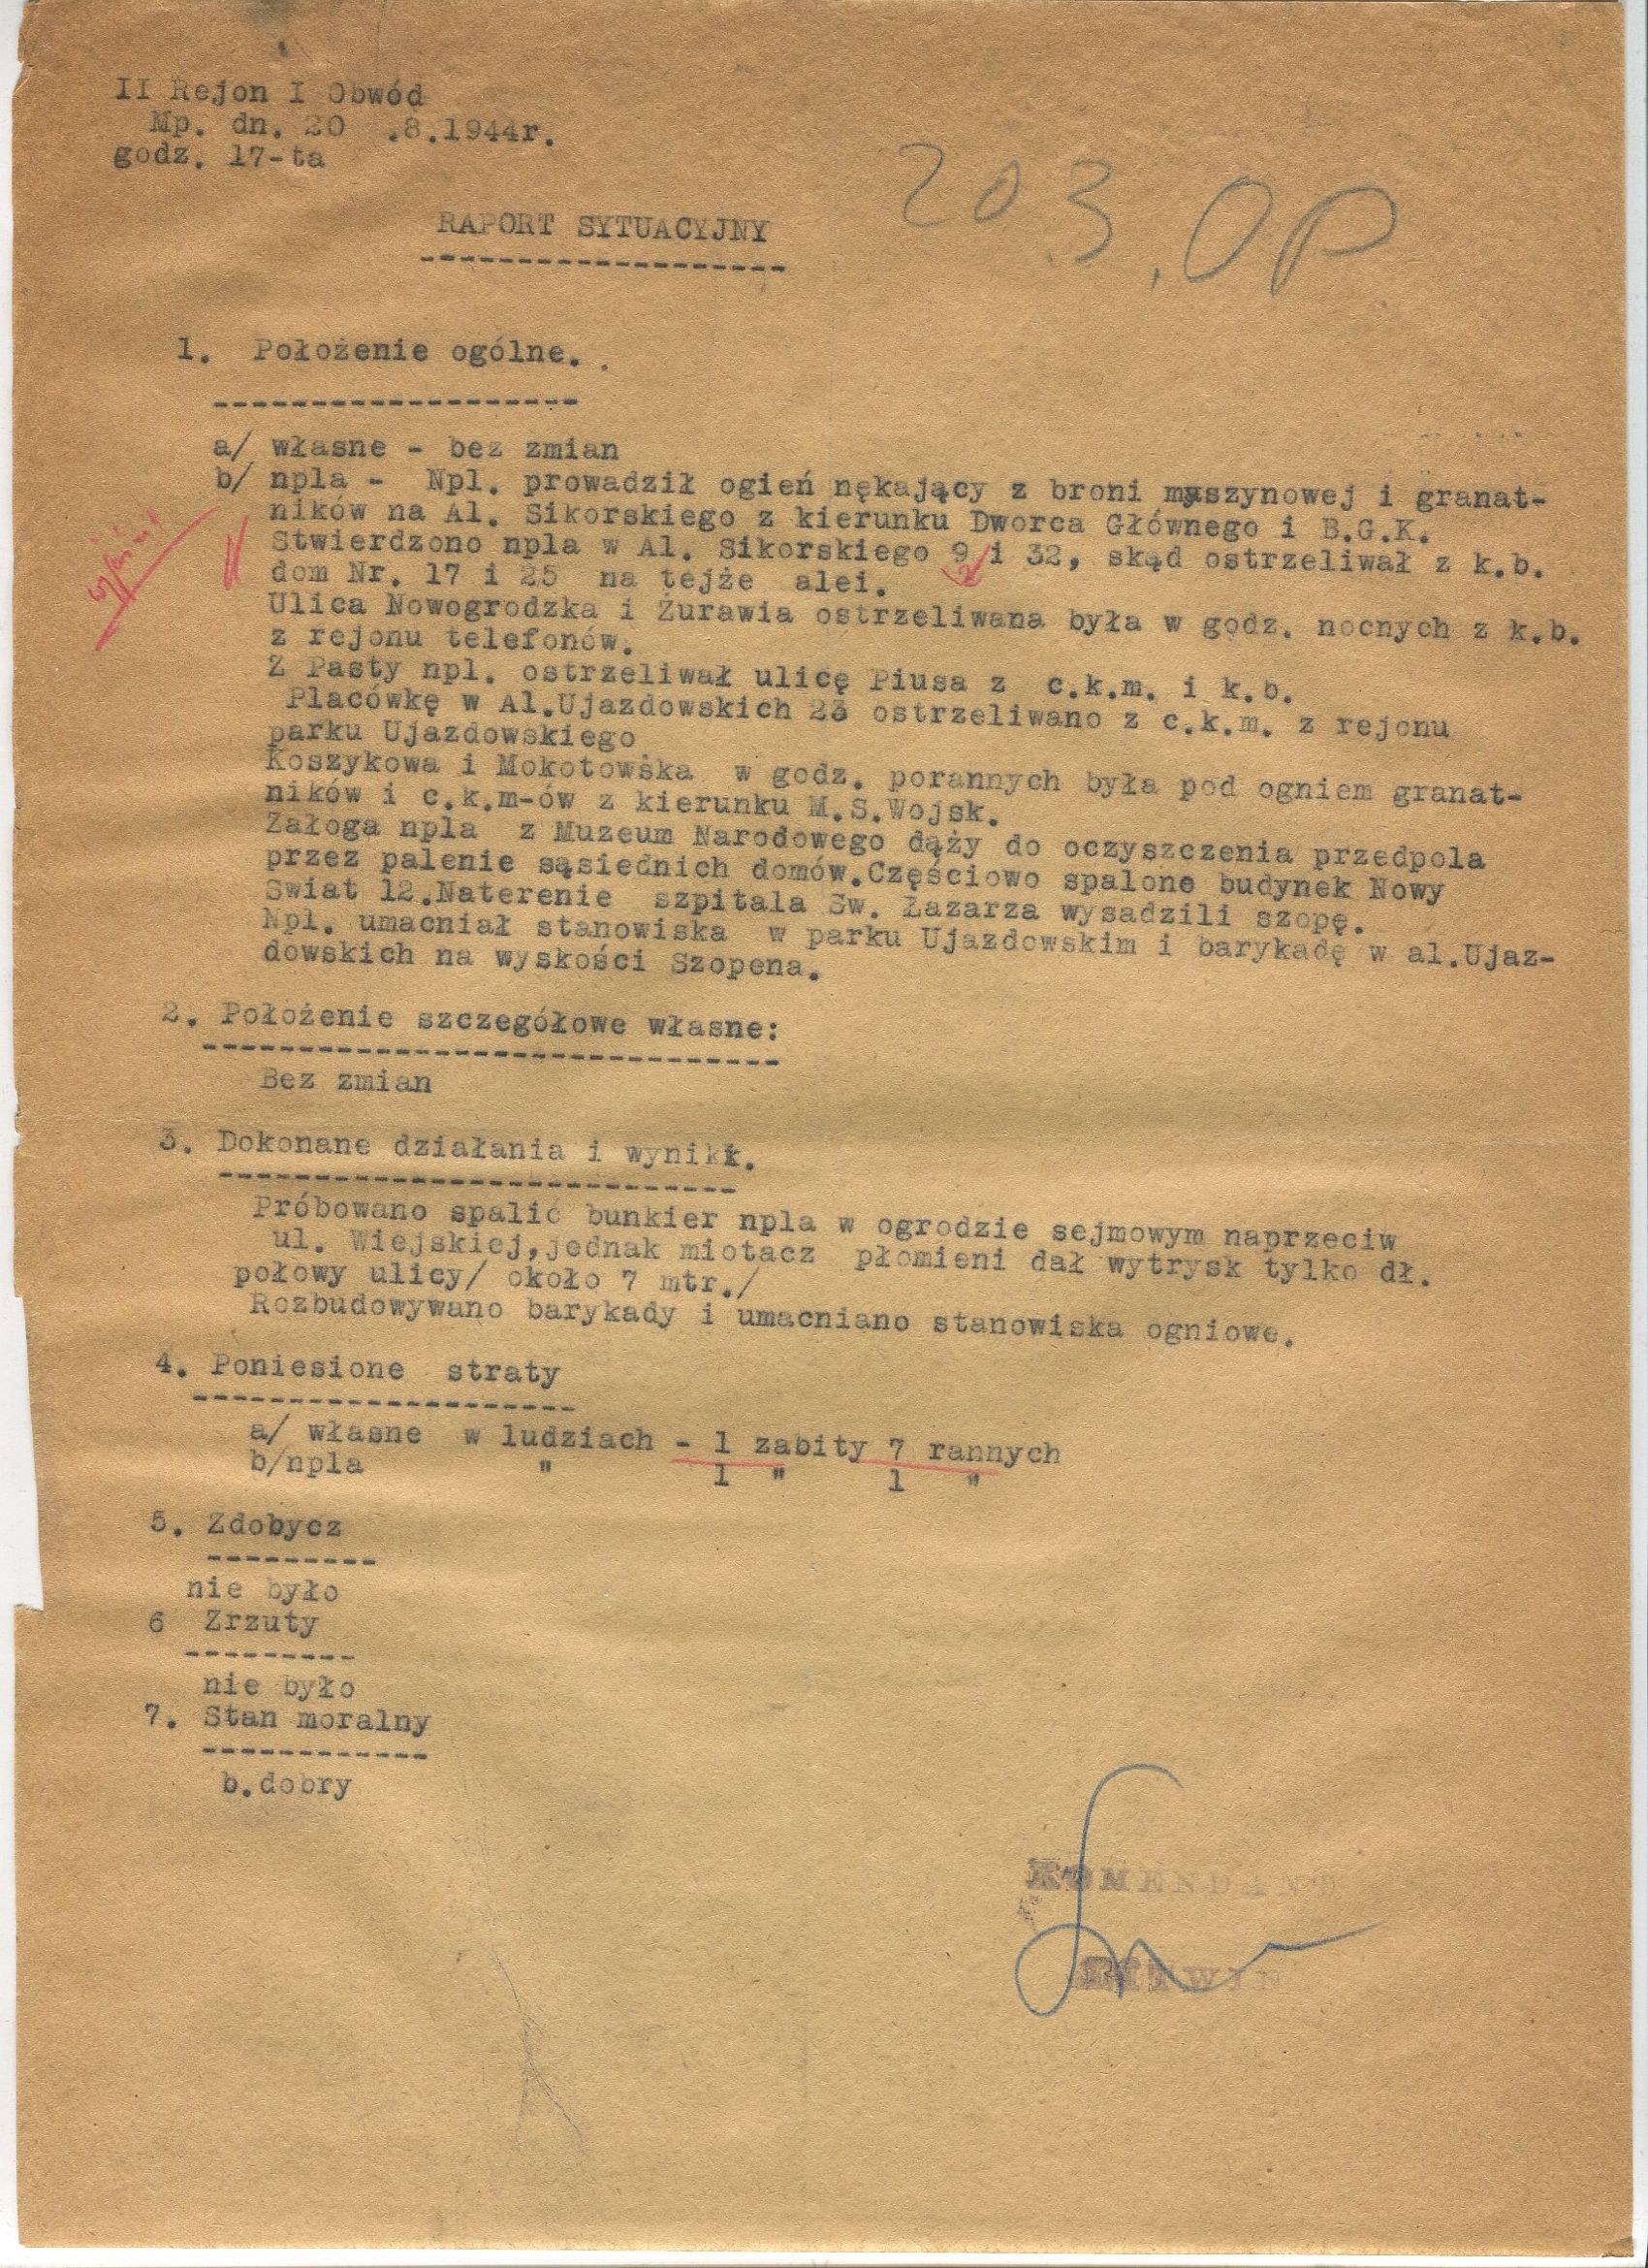 II Rejon I Obwód
Mp. dn. 20 .8.1944r.
godz. 17-ta
203, OP
RAPORT SYTUACYJNY
1. Położenie ogólne. .
a/ własne - bez zmian
b/ npla - Npl. prowadził ogień nękający z broni maszynowej i granat-
ników na Al. Sikorskiego z kierunku Dworca Głównego i B.G.K.
Stwierdzono npla w Al. Sikorskiego 9 i 32, skąd ostrzeliwał z k.b.
dom Nr. 17 i 25 na tejże alei.
Ulica Nowogrodzka i Żurawia ostrzeliwana była w godz. nocnych z k.b.
z rejonu telefonów.
Z Pasty npl. ostrzeliwał ulicę Piusa z c.k.m. i k.b.
Placówkę w Al.Ujazdowskich 23 ostrzeliwano z c.k.m. z rejonu
parku Ujazdowskiego
Koszykowa i Mokotowska w godz. porannych była pod ogniem granat-
ników i c.k.m-ów z kierunku M.S.Wojsk.
Załoga npla z Muzeum Narodowego dąży do oczyszczenia przedpola
przez palenie sąsiednich domów.Częściowo spalono budynek Nowy
Swiat 12.Naterenie szpitala Sw. Łazarza wysadzili szopę.
Npl. umacniał stanowiska w parku Ujazdowskim i barykadę w al.Ujaz-
dowskich na wyskości Szopena.
2. Położenie szczegółowe własne:
Bez zmian
3. Dokonane działania i wyniki.
Próbowano spalić bunkier npla w ogrodzie sejmowym naprzeciw
ul. Wiejskiej,jednak miotacz płomieni dał wytrysk tylko dł.
połowy ulicy/ około 7 mtr./
Rozbudowywano barykady i umacniano stanowiska ogniowe.
4. Poniesione straty
a/ własne w ludziach - 1 zabity 7 rannych
b/npla " 1 " 1 "
5. Zdobycz
nie było
6 Zrzuty
nie było
7. Stan moralny
b.dobry
KOMENDANT